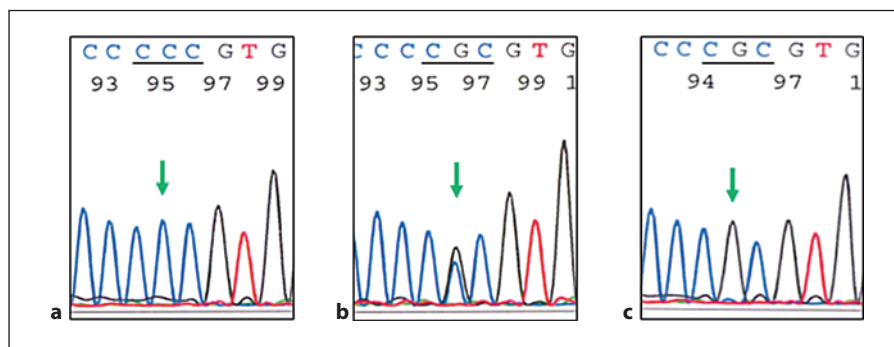 C C C C C G T G
93 95 97 99
a
C C C C G C G T G
93 95 97 99 1
b
C C C G C G T G
94 97 1
c